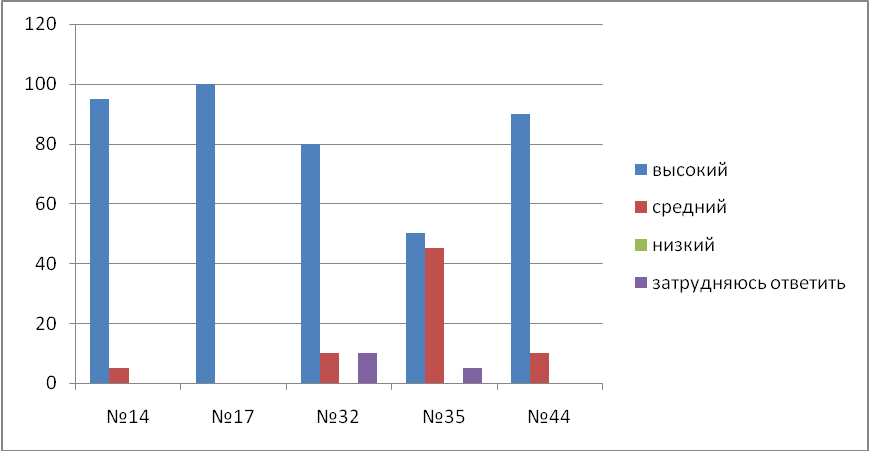 120
100
80
60
40
20
0
№14 №17 №32 №35 №44
высокий
средний
низкий
затрудняюсь ответить